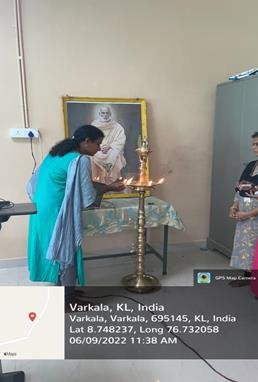 GPS Map Camera
Varkala, KL, India
Varkala, Varkala, 695145, KL, India
Lat 8.748237, Long 76.732058
06/09/2022 11:38 AM
Maps